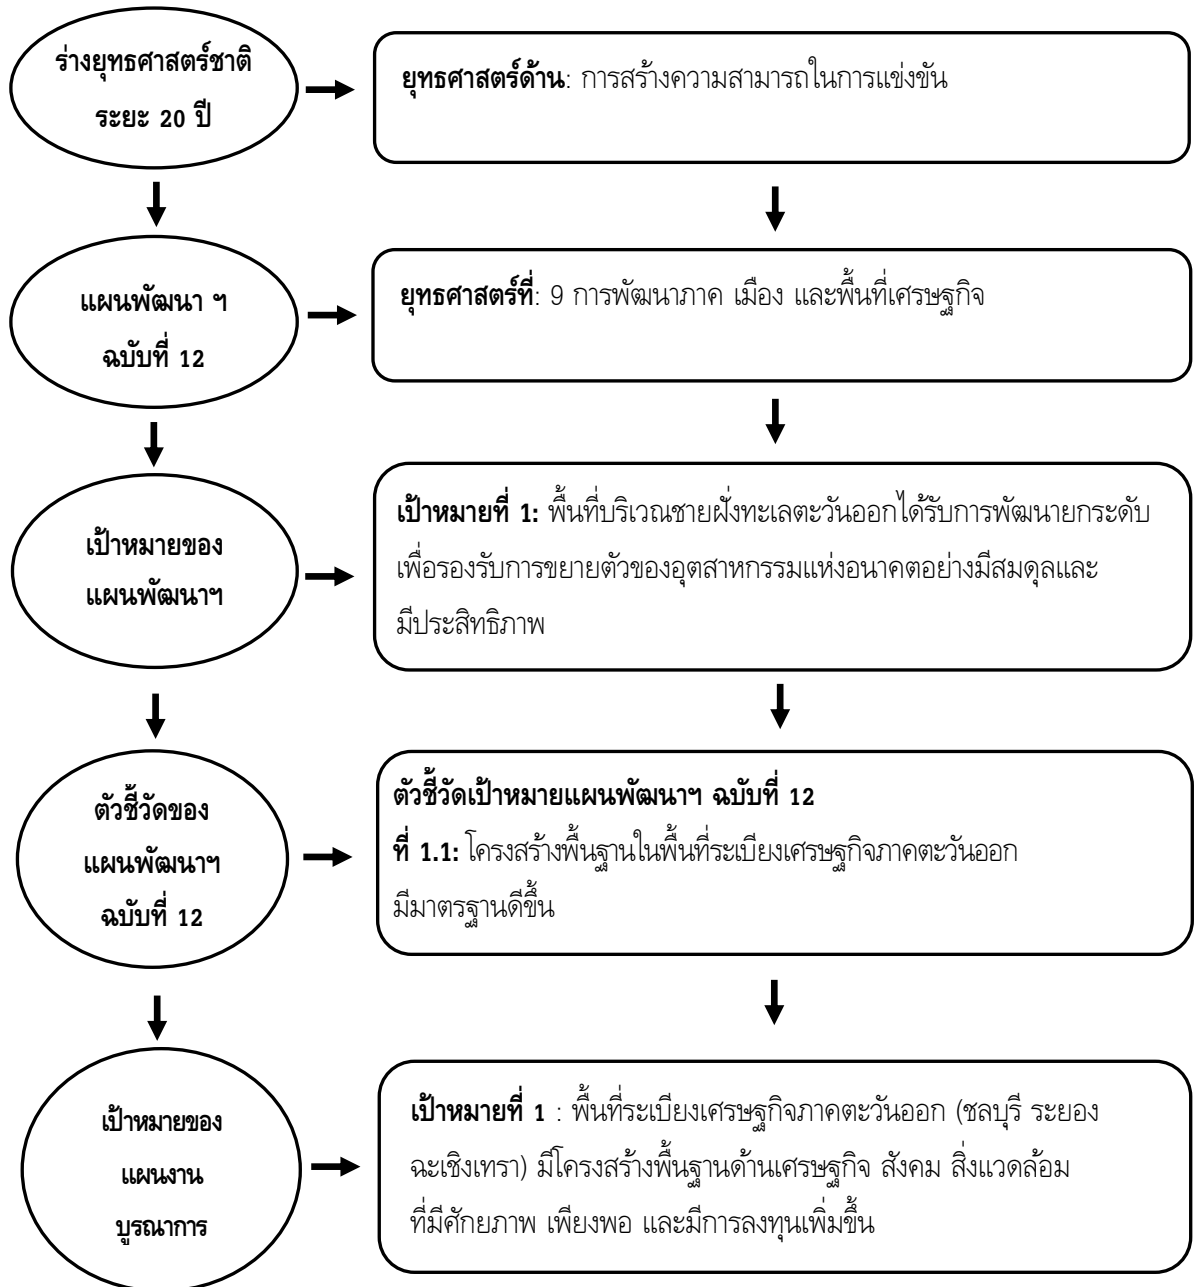 ร่างยุทธศาสตร์ชาติ
ระยะ 20 ปี
ยุทธศาสตร์ด้าน: การสร้างความสามารถในการแข่งขัน
แผนพัฒนา ฯ
ฉบับที่ 12
ยุทธศาสตร์ที่: 9 การพัฒนาภาค เมือง และพื้นที่เศรษฐกิจ
เป้าหมายของ
แผนพัฒนาฯ
เป้าหมายที่ 1: พื้นที่บริเวณชายฝั่งทะเลตะวันออกได้รับการพัฒนายกระดับ
เพื่อรองรับการขยายตัวของอุตสาหกรรมแห่งอนาคตอย่างมีสมดุลและ
มีประสิทธิภาพ
ตัวชี้วัดของ
แผนพัฒนาฯ
ฉบับที่ 12
ตัวชี้วัดเป้าหมายแผนพัฒนาฯ ฉบับที่ 12
ที่ 1.1: โครงสร้างพื้นฐานในพื้นที่ระเบียงเศรษฐกิจภาคตะวันออก
มีมาตรฐานดีขึ้น
เป้าหมายของ
แผนงาน
บูรณาการ
เป้าหมายที่ 1 : พื้นที่ระเบียงเศรษฐกิจภาคตะวันออก (ชลบุรี ระยอง
ฉะเชิงเทรา) มีโครงสร้างพื้นฐานด้านเศรษฐกิจ สังคม สิ่งแวดล้อม
ที่มีศักยภาพ เพียงพอ และมีการลงทุนเพิ่มขึ้น